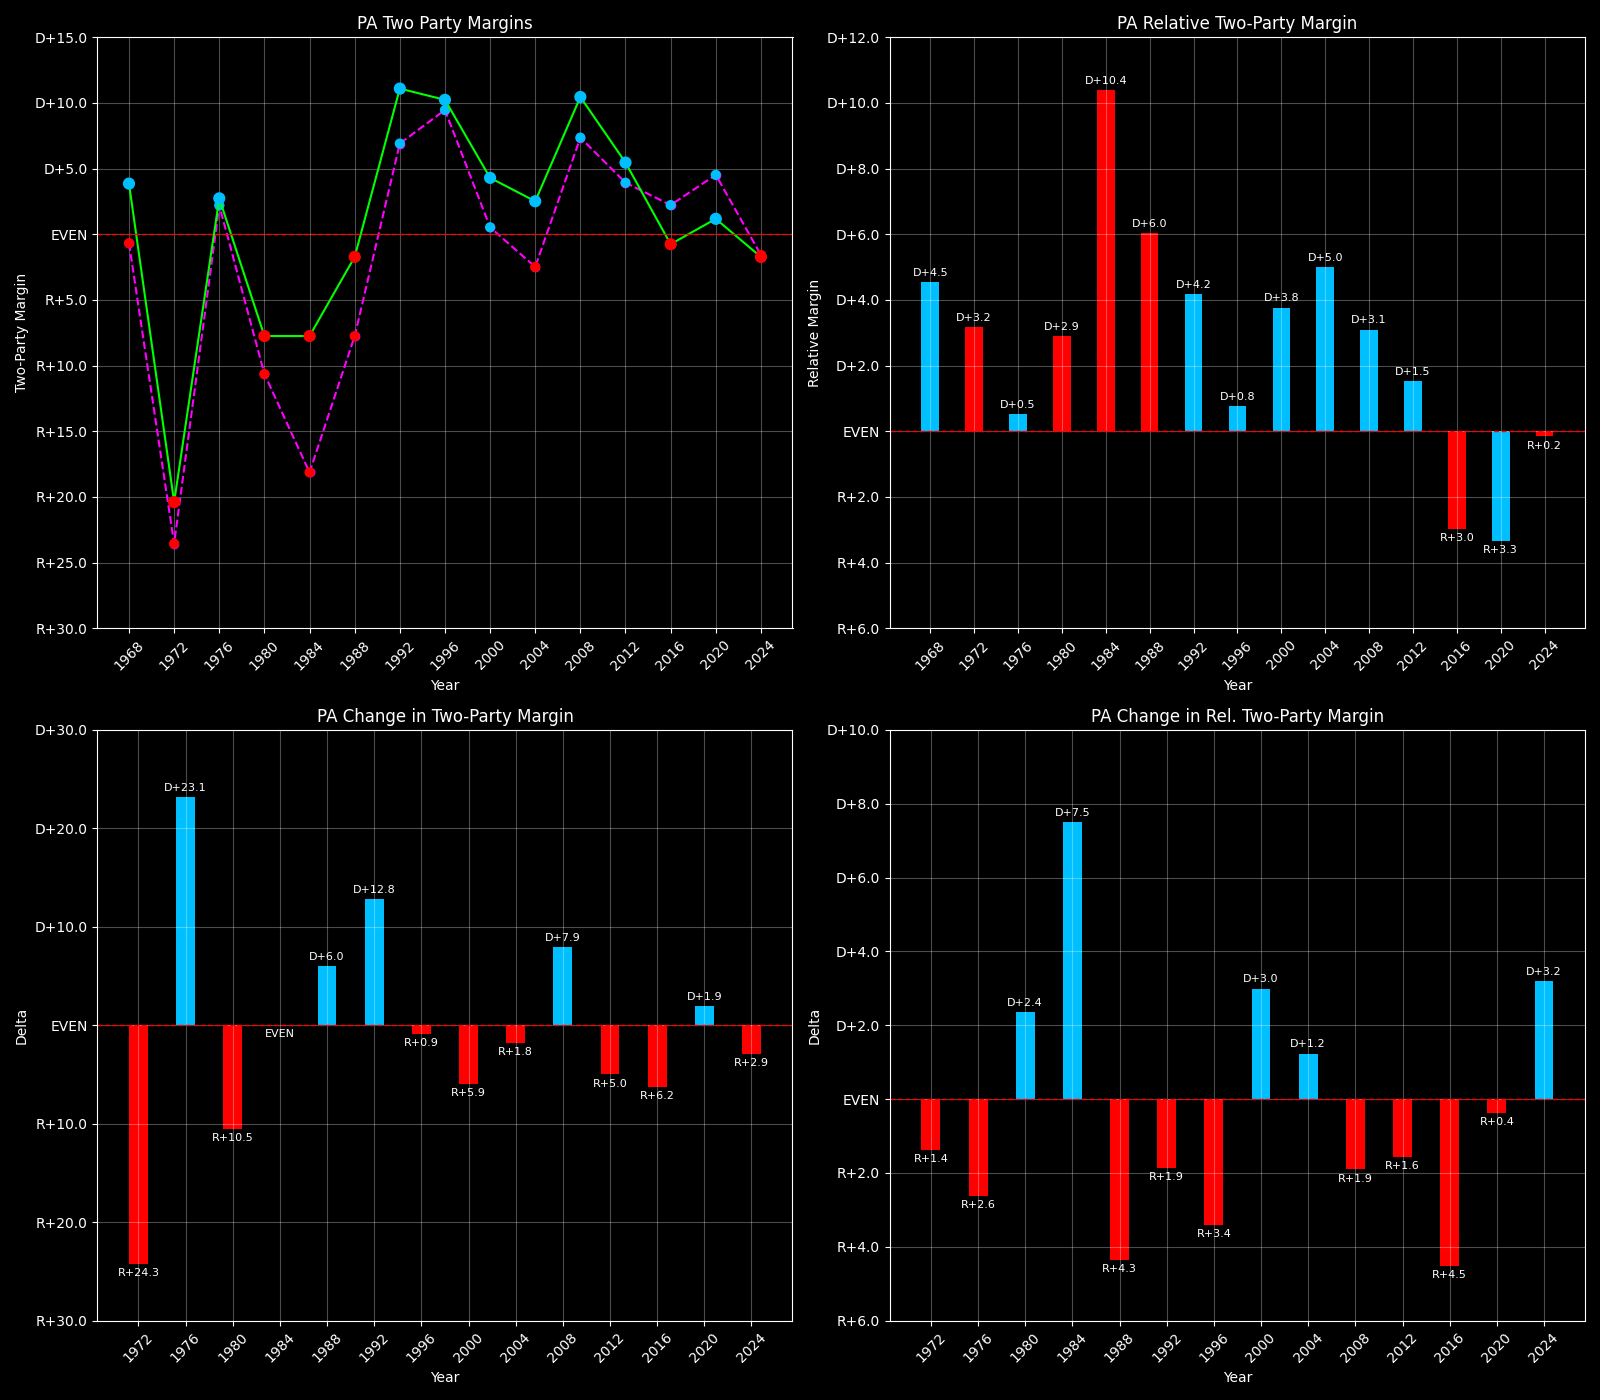 PA Two Party Margins
D+15.0
D+10.0
D+5.0
EVEN
R+5.0
R+10.0
R+15.0
R+20.0
R+25.0
R+30.0
Two-Party Margin
1968 1972 1976 1980 1984 1988 1992 1996 2000 2004 2008 2012 2016 2020 2024
Year
PA Relative Two-Party Margin
D+12.0
D+10.0
D+8.0
D+6.0
D+4.0
D+2.0
EVEN
R+2.0
R+4.0
R+6.0
Relative Margin
D+4.5 D+3.2 D+0.5 D+2.9 D+10.4 D+6.0 D+4.2 D+0.8 D+3.8 D+5.0 D+3.1 D+1.5 R+3.0 R+3.3 R+0.2
1968 1972 1976 1980 1984 1988 1992 1996 2000 2004 2008 2012 2016 2020 2024
Year
PA Change in Two-Party Margin
D+30.0
D+20.0
D+10.0
EVEN
R+10.0
R+20.0
R+30.0
Delta
R+24.3 D+23.1 R+10.5 EVEN D+6.0 D+12.8 R+0.9 R+5.9 R+1.8 D+7.9 R+5.0 R+6.2 D+1.9 R+2.9
1972 1976 1980 1984 1988 1992 1996 2000 2004 2008 2012 2016 2020 2024
Year
PA Change in Rel. Two-Party Margin
D+10.0
D+8.0
D+6.0
D+4.0
D+2.0
EVEN
R+2.0
R+4.0
R+6.0
Delta
R+1.4 R+2.6 D+2.4 D+7.5 R+4.3 R+1.9 R+3.4 D+3.0 D+1.2 R+1.9 R+1.6 R+4.5 R+0.4 D+3.2
1972 1976 1980 1984 1988 1992 1996 2000 2004 2008 2012 2016 2020 2024
Year